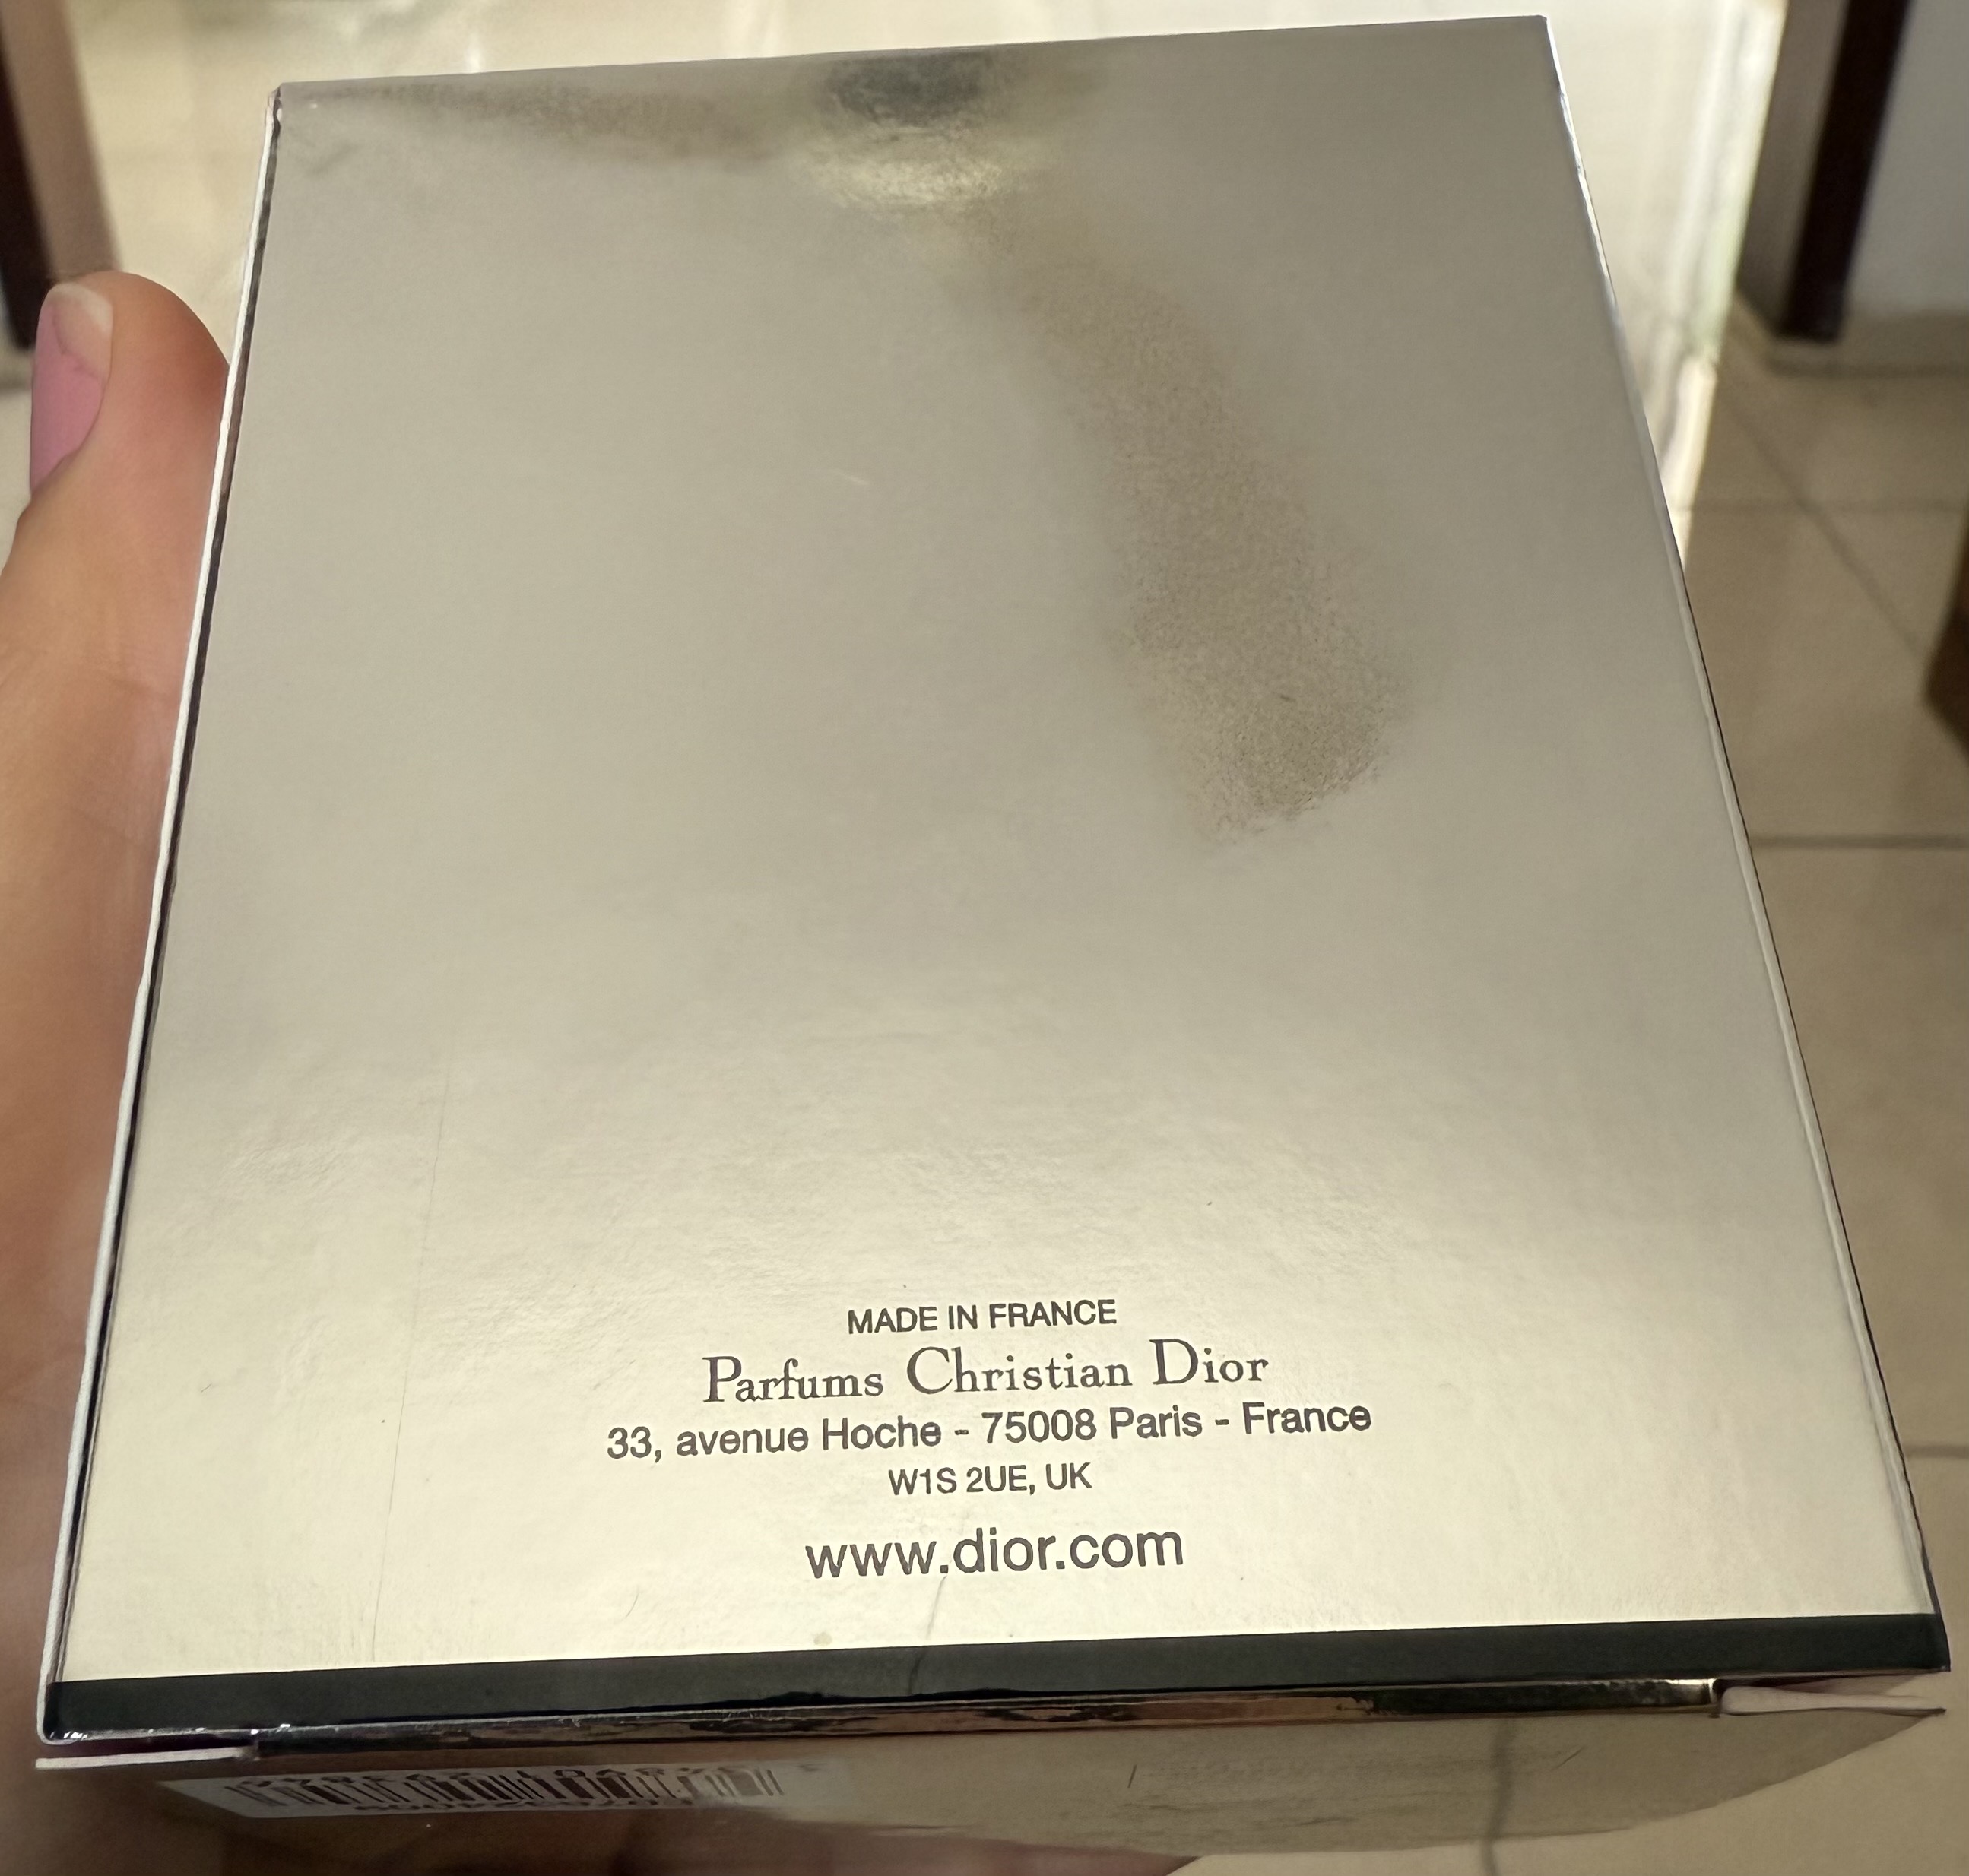 MADE IN FRANCE
Parfums Christian Dior
33, avenue Hoche - 75008 Paris - France
W1S 2UE, UK
www.dior.com